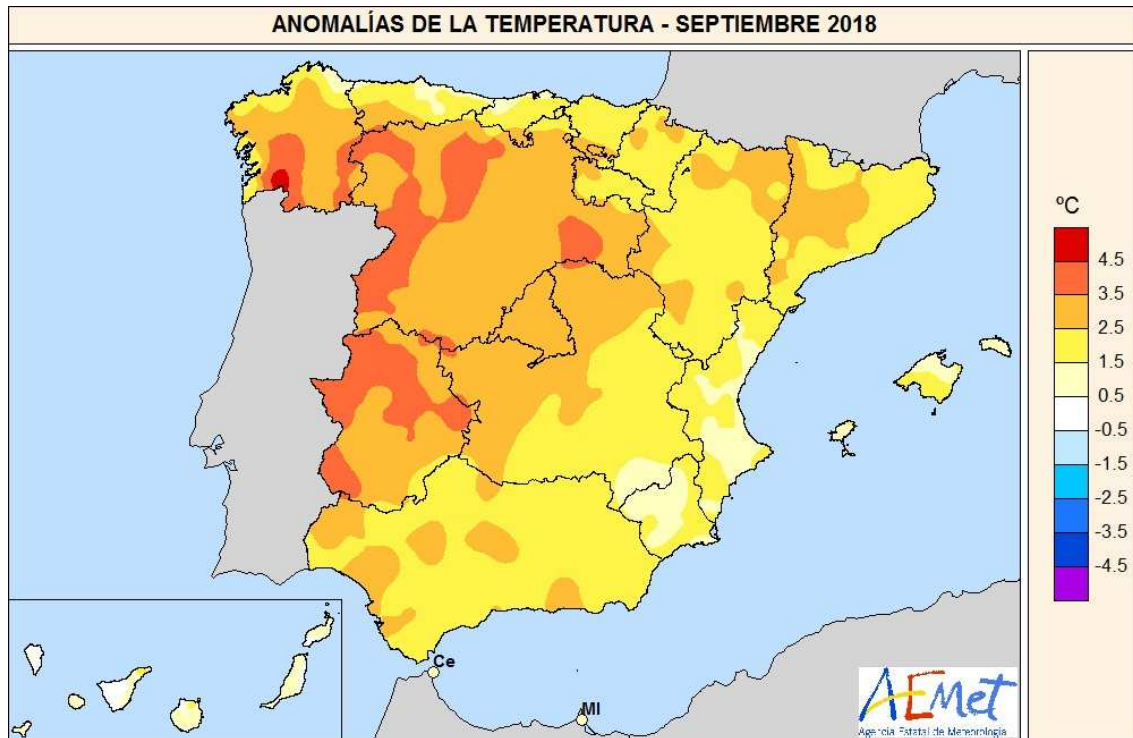 ANOMALÍAS DE LA TEMPERATURA - SEPTIEMBRE 2018
ºC
4.5
3.5
2.5
1.5
0.5
-0.5
-1.5
-2.5
-3.5
-4.5
Ce
Ml
AEMet
Agencia Estatal de Meteorología